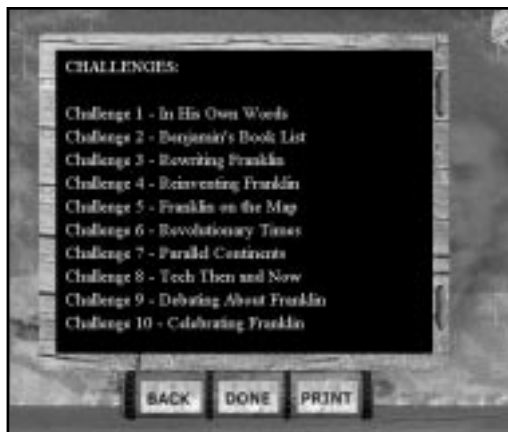 CHALLENGES:
Challenge 1 - In His Own Words
Challenge 2 - Benjamin's Book List
Challenge 3 - Rewriting Franklin
Challenge 4 - Reinventing Franklin
Challenge 5 - Franklin on the Map
Challenge 6 - Revolutionary Times
Challenge 7 - Parallel Continents
Challenge 8 - Tech Then and Now
Challenge 9 - Debating About Franklin
Challenge 10 - Celebrating Franklin
BACK DONE PRINT